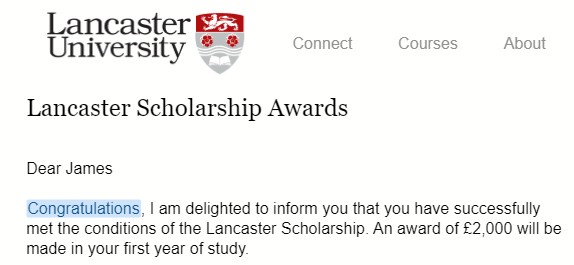 Lancaster
University
Connect Courses About
Lancaster Scholarship Awards
Dear James
Congratulations, I am delighted to inform you that you have successfully
met the conditions of the Lancaster Scholarship. An award of £2,000 will be
made in your first year of study.